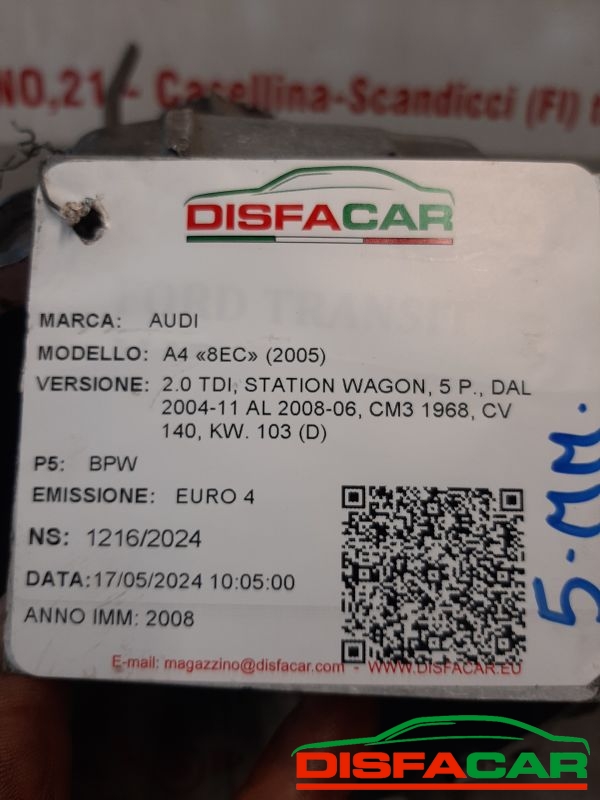 NO,21 - Casellina-Scandicci (FI)
DISFACAR
MARCA: AUDI
MODELLO: A4 «8EC» (2005)
VERSIONE: 2.0 TDI, STATION WAGON, 5 P., DAL
2004-11 AL 2008-06, CM3 1968, CV
140, KW. 103 (D)
P5: BPW
EMISSIONE: EURO 4
NS: 1216/2024
DATA:17/05/2024 10:05:00
ANNO IMM: 2008
E-mail: magazzino@disfacar.com - WWW.DISFACAR.EU
5-MM.
DISFACAR